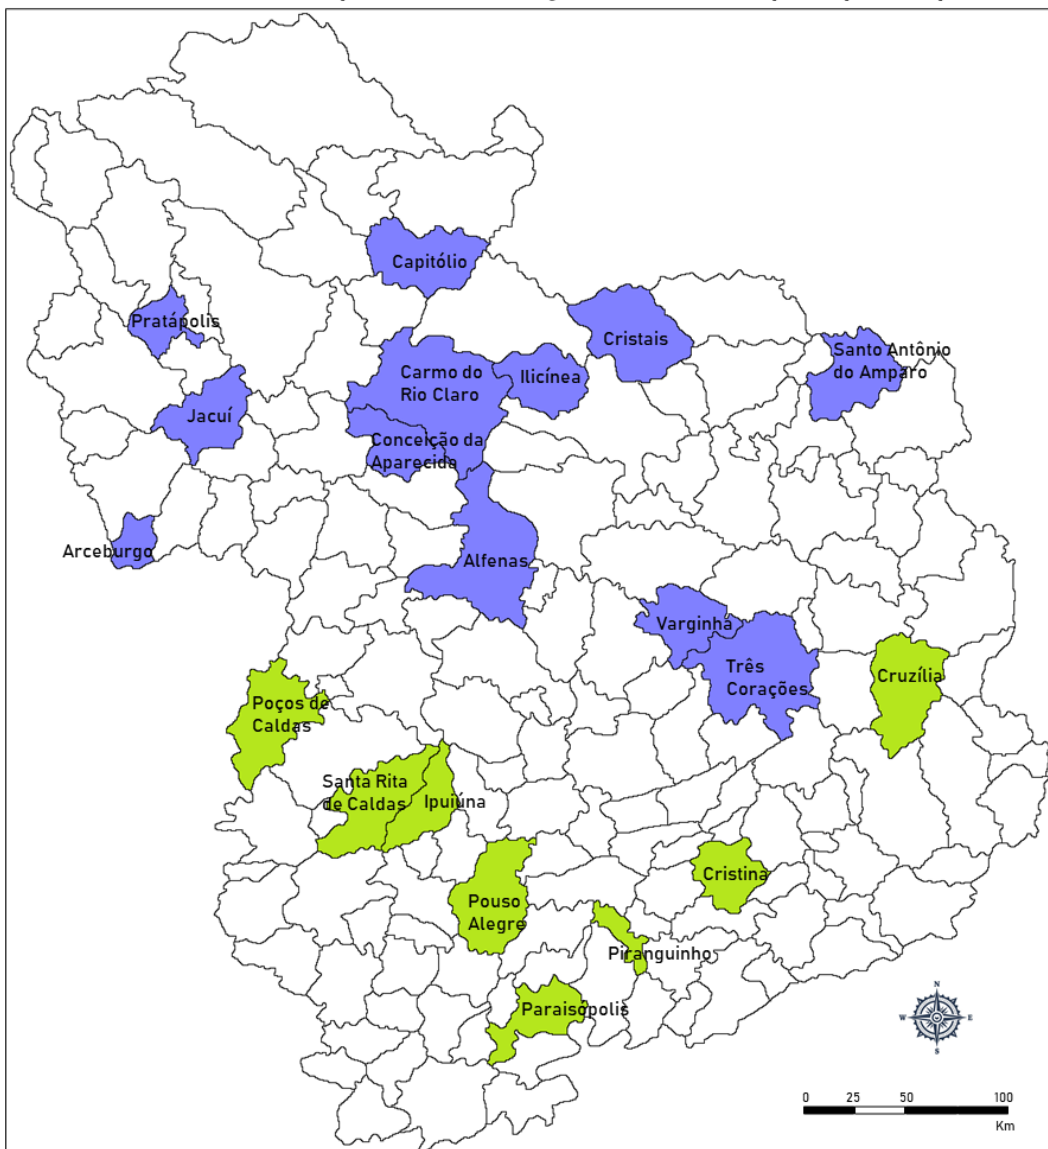 Capitólio
Pratápolis
Cristais
Santo Antônio
do Amparo
Carmo do
Rio Claro
Ilicínea
Jacuí
Conceição da
Aparecida
Arceburgo
Alfenas
Varginha
Três
Corações
Cruzília
Poços de
Caldas
Santa Rita
de Caldas
Ipuiúna
Cristina
Pouso
Alegre
Piranguinho
Paraisópolis
N
W
E
S
0 25 50 100
Km